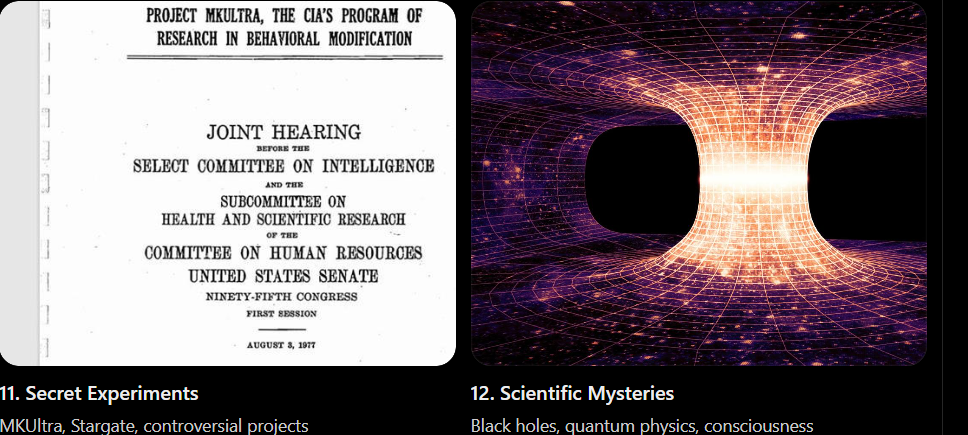 PROJECT MKULTRA, THE CIA'S PROGRAM OF
RESEARCH IN BEHAVIORAL MODIFICATION
JOINT HEARING
BEFORE THE
SELECT COMMITTEE ON INTELLIGENCE
AND THE
SUBCOMMITTEE ON
HEALTH AND SCIENTIFIC RESEARCH
OF THE
COMMITTEE ON HUMAN RESOURCES
UNITED STATES SENATE
NINETY-FIFTH CONGRESS
FIRST SESSION
AUGUST 3, 1977
11. Secret Experiments
MKUltra, Stargate, controversial projects
12. Scientific Mysteries
Black holes, quantum physics, consciousness